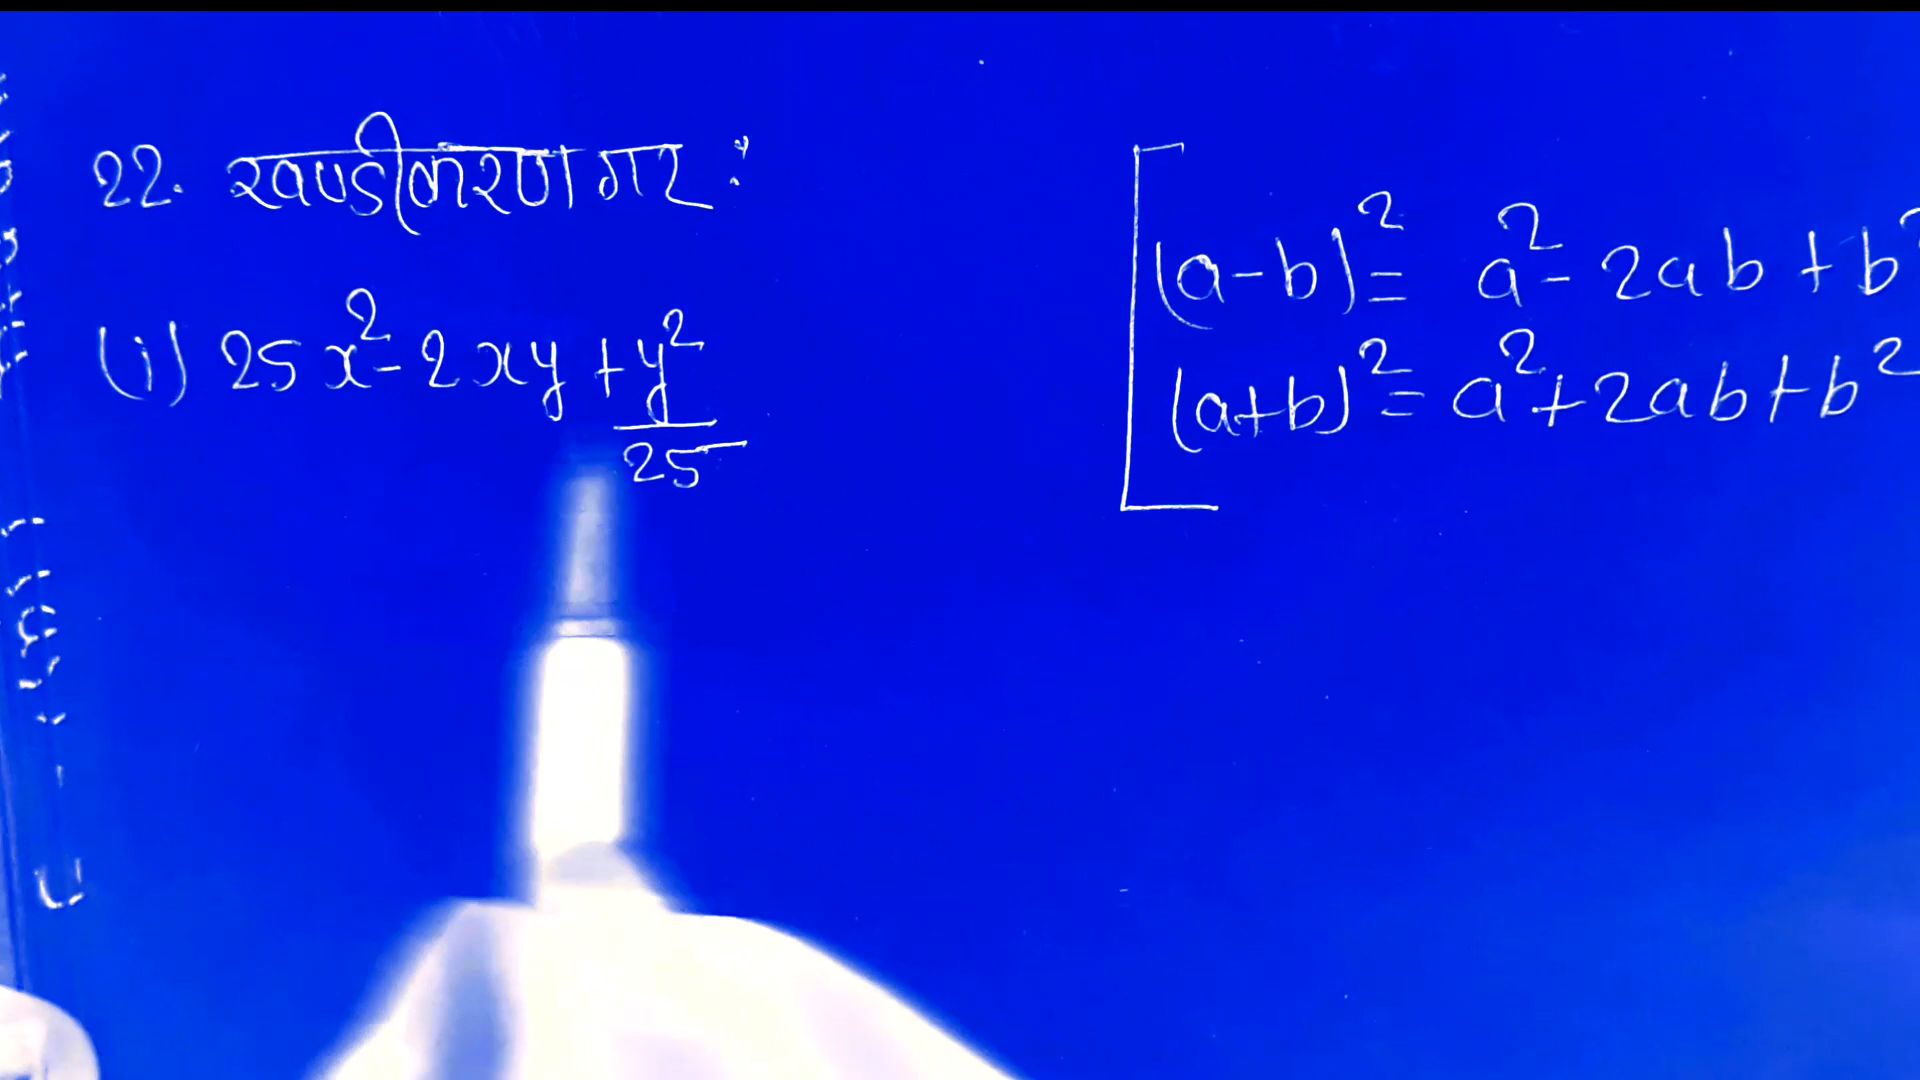 22. खण्डीकरण गर :
(i) 25x² - 2xy + y²/25
(a-b)² = a² - 2ab + b²
(a+b)² = a² + 2ab + b²